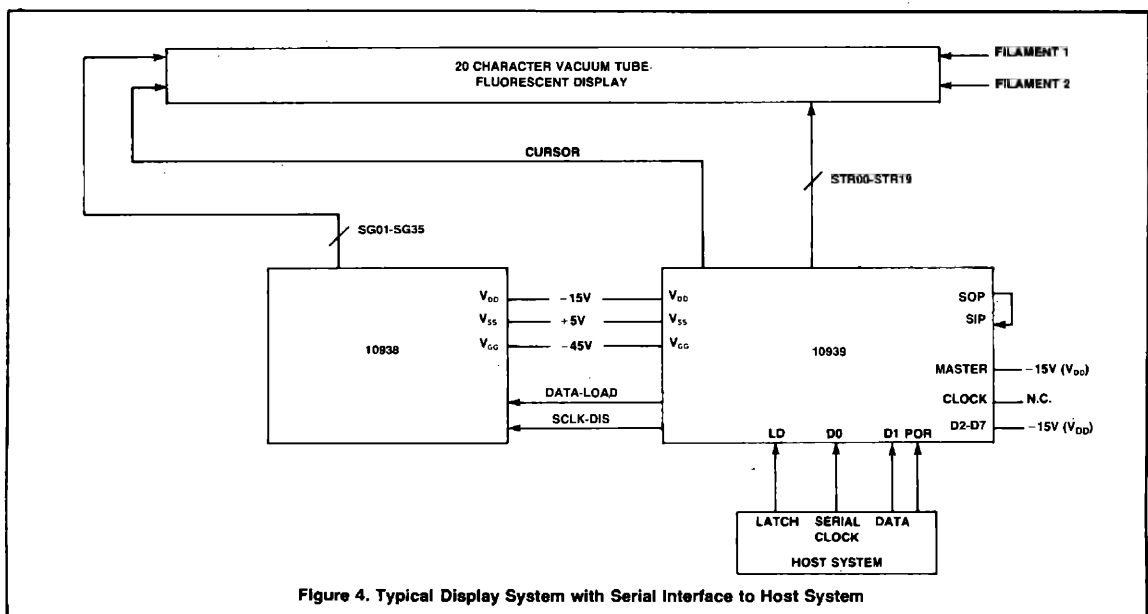 20 CHARACTER VACUUM TUBE
FLUORESCENT DISPLAY
FILAMENT 1
FILAMENT 2
CURSOR
STR00-STR19
SG01-SG35
VDD
VSS
VGG
10938
−15V
+5V
−45V
DATA-LOAD
SCLK-DIS
VDD
VSS
VGG
10939
SOP
SIP
MASTER
−15V (VDD)
CLOCK
N.C.
D2-D7
−15V (VDD)
LD D0 D1 POR
LATCH SERIAL DATA
CLOCK
HOST SYSTEM
Figure 4. Typical Display System with Serial Interface to Host System